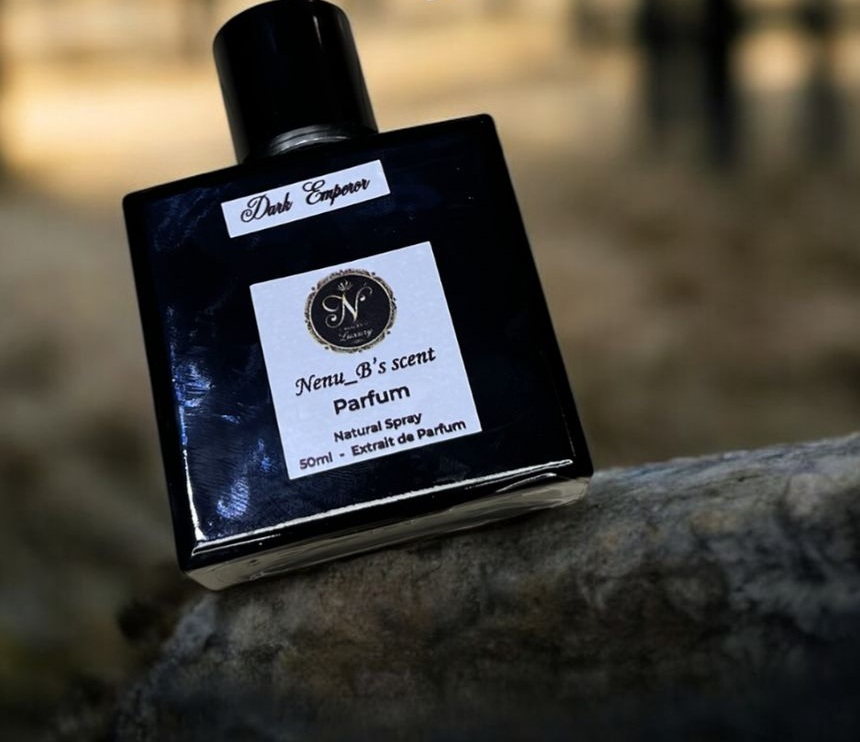 Dark Emperor
N
Luxury
Nenu_B's scent
Parfum
Natural Spray
50ml - Extrait de Parfum